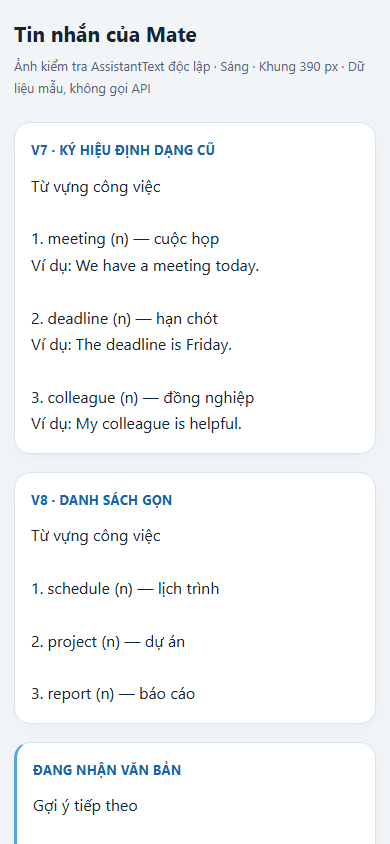 Tin nhắn của Mate
Ảnh kiểm tra AssistantText độc lập · Sáng · Khung 390 px · Dữ
liệu mẫu, không gọi API
V7 · KÝ HIỆU ĐỊNH DẠNG CŨ
Từ vựng công việc
1. meeting (n) — cuộc họp
Ví dụ: We have a meeting today.
2. deadline (n) — hạn chót
Ví dụ: The deadline is Friday.
3. colleague (n) — đồng nghiệp
Ví dụ: My colleague is helpful.
V8 · DANH SÁCH GỌN
Từ vựng công việc
1. schedule (n) — lịch trình
2. project (n) — dự án
3. report (n) — báo cáo
ĐANG NHẬN VĂN BẢN
Gợi ý tiếp theo